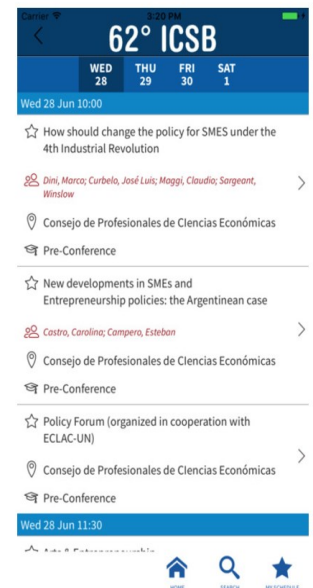 Carrier 3:20 PM
62° ICSB
WED THU FRI SAT
28 29 30 1
Wed 28 Jun 10:00
How should change the policy for SMES under the
4th Industrial Revolution
Dini, Marco; Curbelo, José Luis; Maggi, Claudio; Sargeant,
Winslow
Consejo de Profesionales de CIencias Económicas
Pre-Conference
New developments in SMEs and
Entrepreneurship policies: the Argentinean case
Castro, Carolina; Campero, Esteban
Consejo de Profesionales de CIencias Económicas
Pre-Conference
Policy Forum (organized in cooperation with
ECLAC-UN)
Consejo de Profesionales de CIencias Económicas
Pre-Conference
Wed 28 Jun 11:30
HOME SEARCH MY SCHEDULE